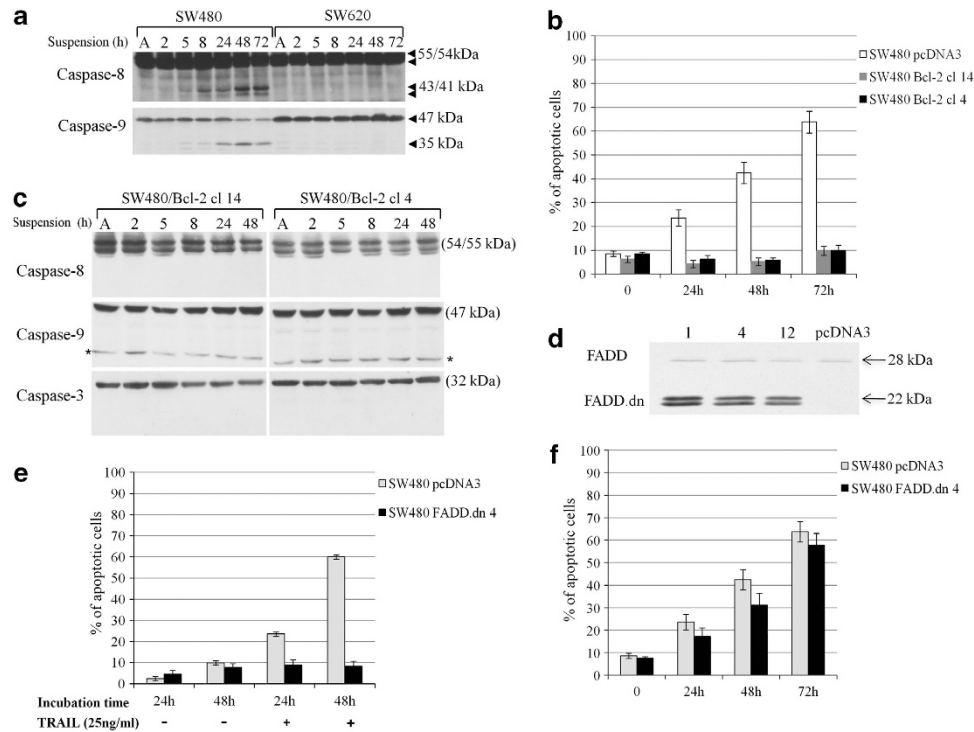 a
SW480 SW620
Suspension (h) A 2 5 8 24 48 72 A 2 5 8 24 48 72
Caspase-8
55/54kDa
43/41 kDa
Caspase-9
47 kDa
35 kDa
b
SW480 pcDNA3
SW480 Bcl-2 cl 14
SW480 Bcl-2 cl 4
% of apoptotic cells
100
90
80
70
60
50
40
30
20
10
0
0 24h 48h 72h
c
SW480/Bcl-2 cl 14 SW480/Bcl-2 cl 4
Suspension (h) A 2 5 8 24 48 A 2 5 8 24 48
Caspase-8
(54/55 kDa)
Caspase-9
(47 kDa)
* *
Caspase-3
(32 kDa)
d
1 4 12 pcDNA3
FADD 28 kDa
FADD.dn 22 kDa
e
SW480 pcDNA3
SW480 FADD.dn 4
% of apoptotic cells
100
90
80
70
60
50
40
30
20
10
0
Incubation time 24h 48h 24h 48h
TRAIL (25ng/ml) - - + +
f
SW480 pcDNA3
SW480 FADD.dn 4
% of apoptotic cells
100
90
80
70
60
50
40
30
20
10
0
0 24h 48h 72h